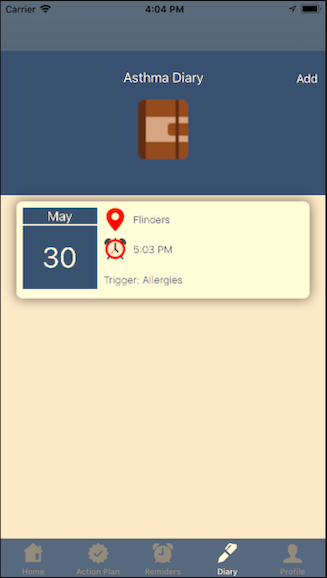 Carrier 4:04 PM
Asthma Diary Add
May
30
Flinders
5:03 PM
Trigger: Allergies
Home Action Plan Remiders Diary Profile